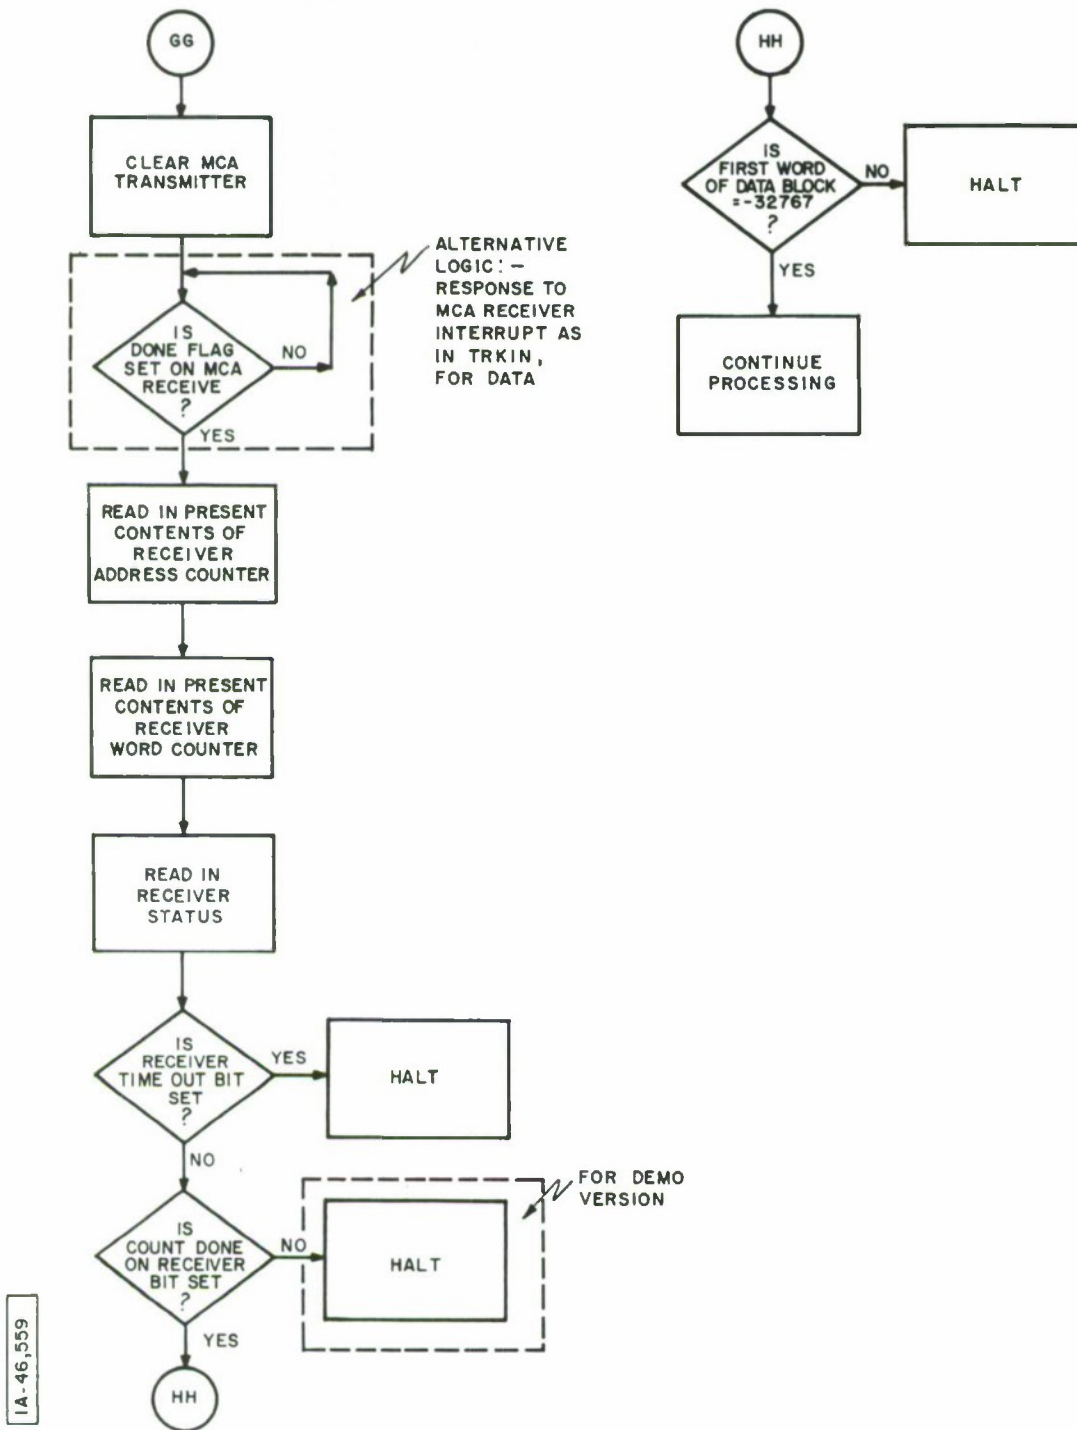 GG
CLEAR MCA
TRANSMITTER
IS
DONE FLAG
SET ON MCA
RECEIVE
?
NO
YES
ALTERNATIVE
LOGIC: –
RESPONSE TO
MCA RECEIVER
INTERRUPT AS
IN TRKIN,
FOR DATA
READ IN PRESENT
CONTENTS OF
RECEIVER
ADDRESS COUNTER
READ IN PRESENT
CONTENTS OF
RECEIVER
WORD COUNTER
READ IN
RECEIVER
STATUS
IS
RECEIVER
TIME OUT BIT
SET
?
YES
HALT
NO
IS
COUNT DONE
ON RECEIVER
BIT SET
?
NO
HALT
FOR DEMO
VERSION
YES
HH
HH
IS
FIRST WORD
OF DATA BLOCK
=-32767
?
NO
HALT
YES
CONTINUE
PROCESSING
IA-46,559